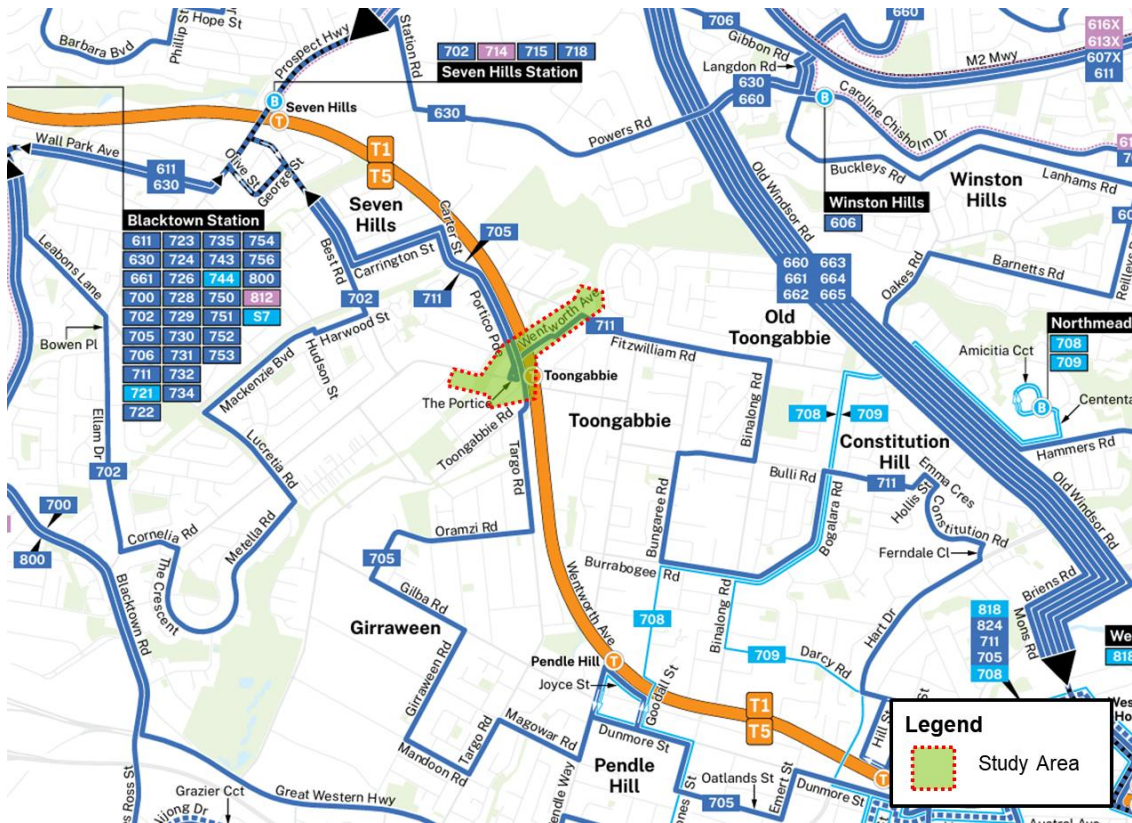 Hope St
Barbara Bvd
Phillip St
Prospect Hwy
Station Rd
702 714 715 718
Seven Hills Station
706
Gibbon Rd
Langdon Rd
660
M2 Mwy
616X
613X
607X
611
630
660
B
Seven Hills
T
630
Powers Rd
B
Caroline Chisholm Dr
Wall Park Ave
611
630
Olive St
George St
T1
T5
Buckleys Rd
Winston Hills
Lanhams Rd
Winston Hills
606
Blacktown Station
611 723 735 754
630 724 743 756
661 726 744 800
700 728 750 812
702 729 751 S7
705 730 752
706 731 753
711 732
721 734
722
Seven Hills
Carter St
705
Old Windsor Rd
Leabons Lane
Best Rd
Carrington St
711
Portico Pde
702
660 663
661 664
662 665
Oakes Rd
Barnetts Rd
Reilleys Rd
Bowen Pl
Harwood St
Hudson St
Mackenzie Bvd
Wentworth Ave
711
Fitzwilliam Rd
Old Toongabbie
Northmead
708
709
Amicitia Cct
B
Toongabbie
The Portico
Toongabbie Rd
Targo Rd
Toongabbie
Binalong Rd
708 709
Constitution Hill
Hammers Rd
Ellam Dr
702
Lucretia Rd
Bulli Rd
711
Emma Cres
Hollis St
Constitution Rd
Old Windsor Rd
700
800
Cornelia Rd
Metella Rd
The Crescent
Oramzi Rd
705
Bungaree Rd
Bogalara Rd
Ferndale Cl
Burrabogee Rd
Blacktown Rd
Gilba Rd
Girraween
Girraween Rd
Wentworth Ave
708
Binalong Rd
709
Darcy Rd
Hart Dr
Briens Rd
Mons Rd
818
824
711
705
708
818
Pendle Hill
T
Joyce St
Goodall St
T1
T5
Hill St
Targo Rd
Magowar Rd
Mandoon Rd
Dunmore St
Pendle Hill
Oatlands St
705
Emert St
Dunmore St
T
Grazier Cct
Great Western Hwy
Legend
Study Area